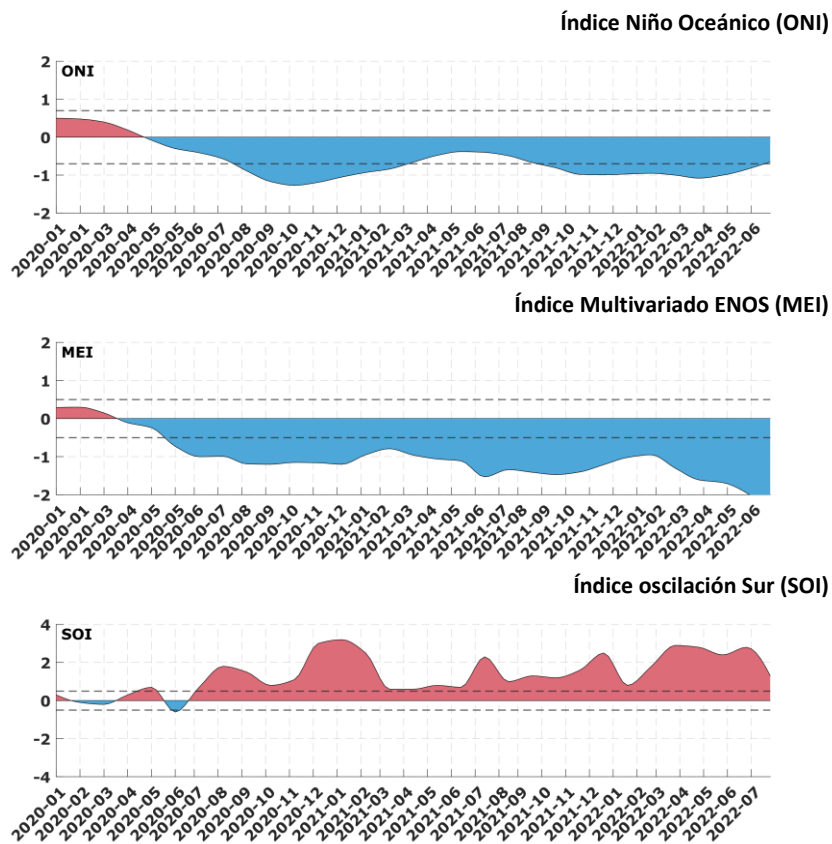 Índice Niño Oceánico (ONI)
ONI
2
1
0
-1
-2
2020-01 2020-01 2020-03 2020-04 2020-05 2020-05 2020-06 2020-07 2020-08 2020-09 2020-10 2020-11 2020-12 2021-01 2021-02 2021-03 2021-04 2021-05 2021-06 2021-07 2021-08 2021-09 2021-10 2021-11 2021-12 2022-01 2022-02 2022-03 2022-04 2022-05 2022-06
Índice Multivariado ENOS (MEI)
MEI
2
1
0
-1
-2
2020-01 2020-01 2020-03 2020-04 2020-05 2020-05 2020-06 2020-07 2020-08 2020-09 2020-10 2020-11 2020-12 2021-01 2021-02 2021-03 2021-04 2021-05 2021-06 2021-07 2021-08 2021-09 2021-10 2021-11 2021-12 2022-01 2022-02 2022-03 2022-04 2022-05 2022-06
Índice oscilación Sur (SOI)
SOI
4
2
0
-2
-4
2020-01 2020-02 2020-03 2020-04 2020-05 2020-06 2020-07 2020-08 2020-09 2020-10 2020-11 2020-12 2021-01 2021-02 2021-03 2021-04 2021-05 2021-06 2021-07 2021-08 2021-09 2021-10 2021-11 2021-12 2022-01 2022-02 2022-03 2022-04 2022-05 2022-06 2022-07